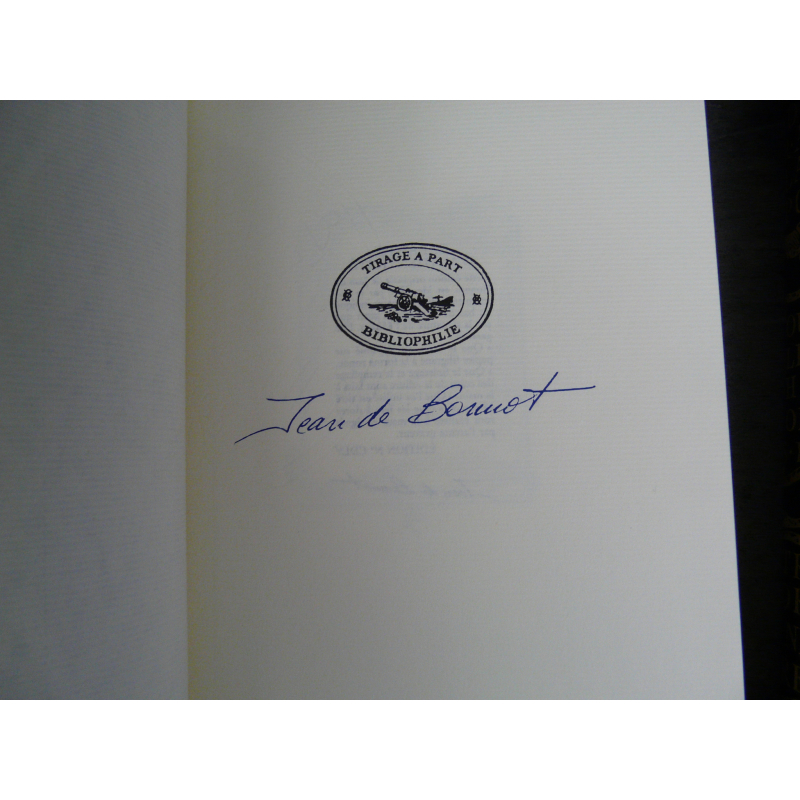 TIRAGE A PART
BIBLIOPHILIE
Jean de Bonnot